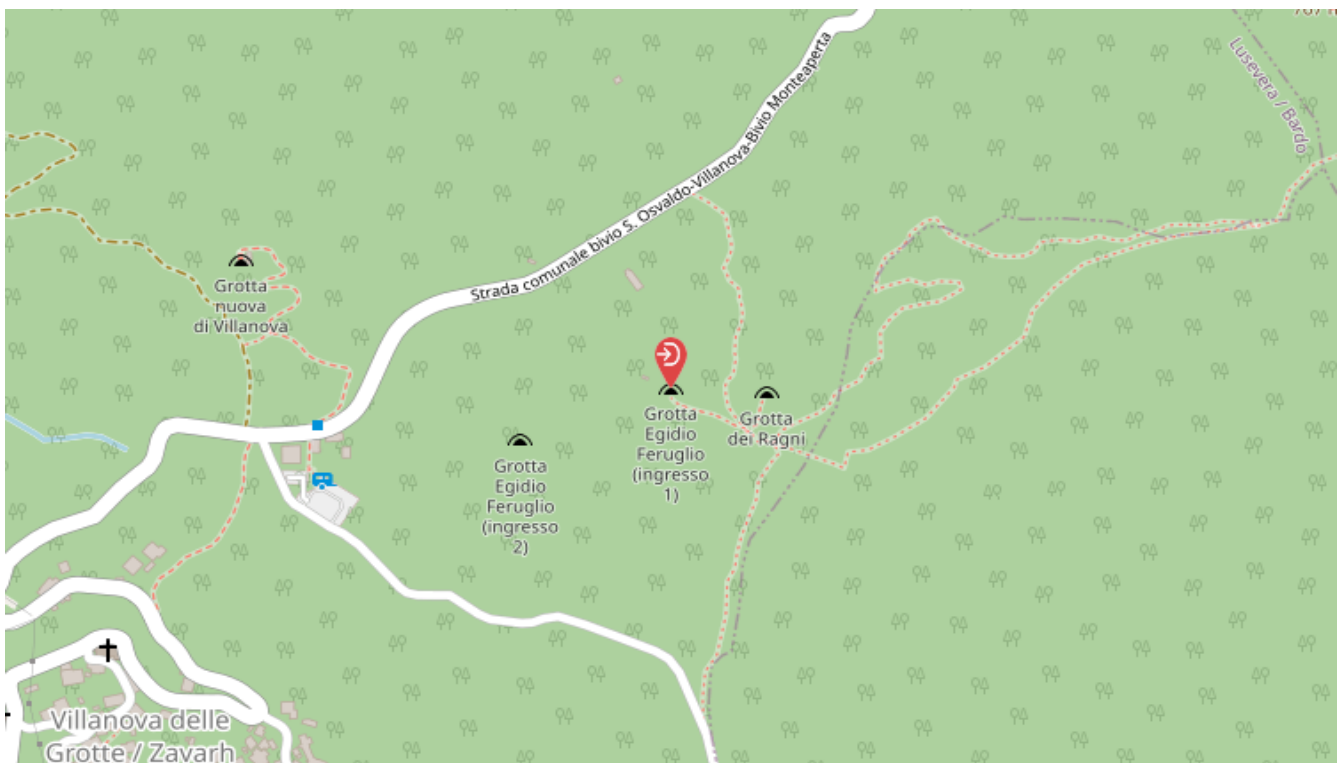 Lusevera / Bardo
Strada comunale bivio S. Osvaldo-Villanova-Bivio Monteaperta
Grotta
nuova
di Villanova
Grotta
Egidio
Feruglio
(ingresso
1)
Grotta
dei Ragni
Grotta
Egidio
Feruglio
(ingresso
2)
Villanova delle
Grotte / Zavarh